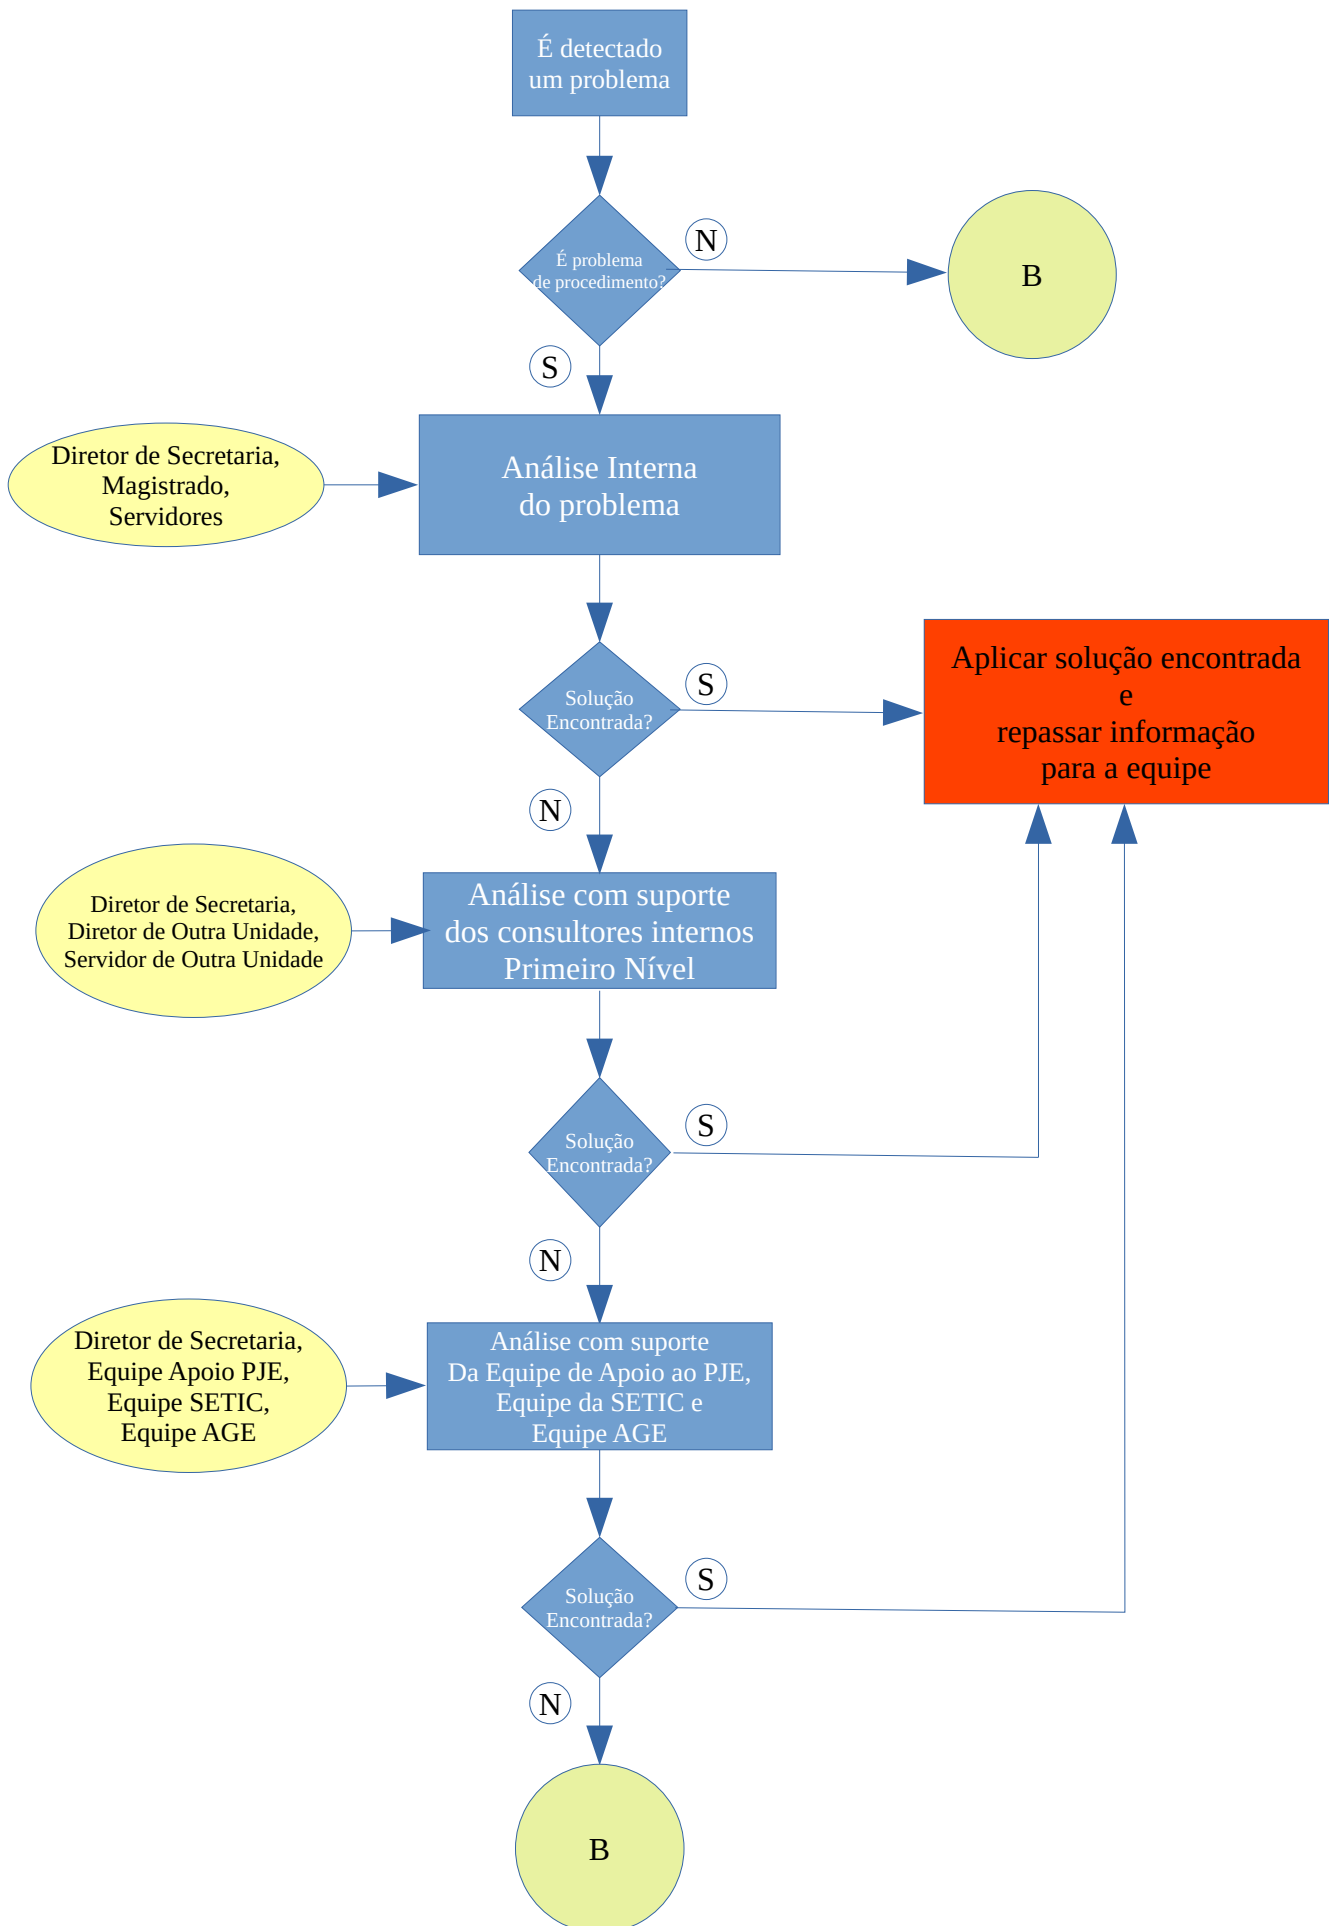 É detectado
um problema
É problema
de procedimento?
N
B
S
Diretor de Secretaria,
Magistrado,
Servidores
Análise Interna
do problema
Solução
Encontrada?
S
Aplicar solução encontrada
e
repassar informação
para a equipe
N
Diretor de Secretaria,
Diretor de Outra Unidade,
Servidor de Outra Unidade
Análise com suporte
dos consultores internos
Primeiro Nível
Solução
Encontrada?
S
N
Diretor de Secretaria,
Equipe Apoio PJE,
Equipe SETIC,
Equipe AGE
Análise com suporte
Da Equipe de Apoio ao PJE,
Equipe da SETIC e
Equipe AGE
Solução
Encontrada?
S
N
B